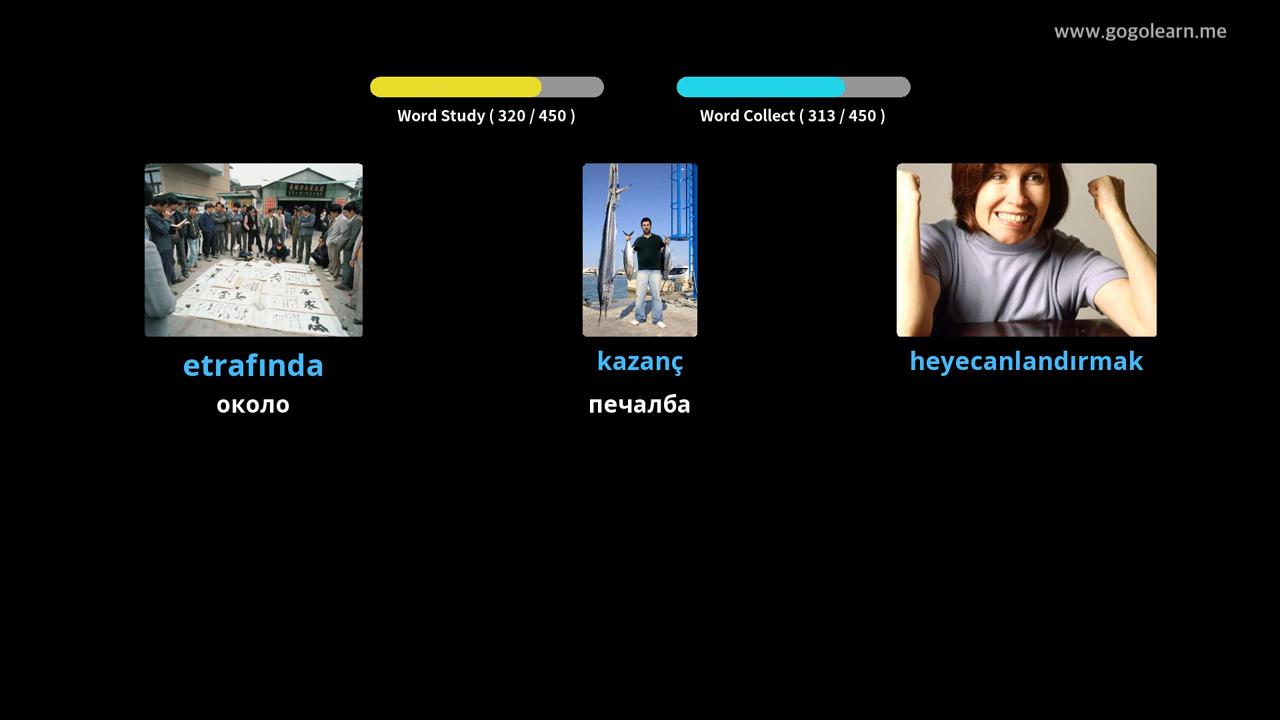 www.gogolearn.me
Word Study ( 320 / 450 )
Word Collect ( 313 / 450 )
etrafında
kazanç
heyecanlandırmak
около
печалба